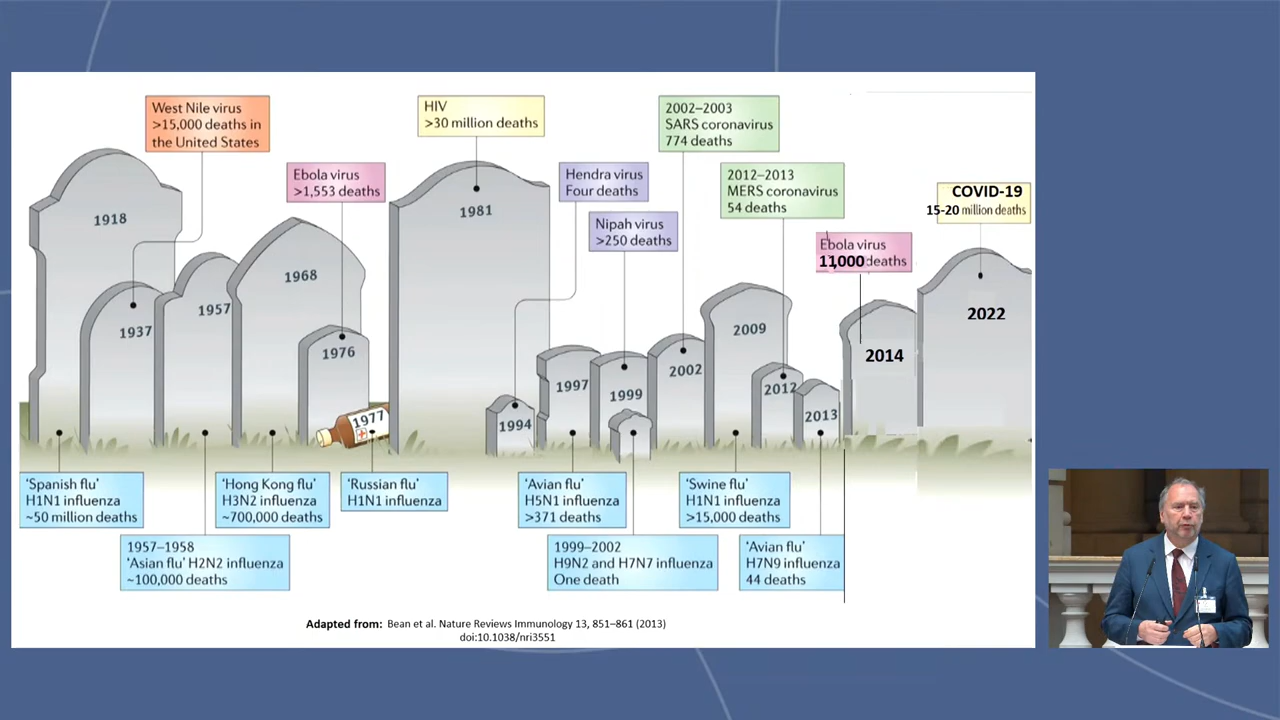 West Nile virus
>15,000 deaths in
the United States
HIV
>30 million deaths
2002–2003
SARS coronavirus
774 deaths
Ebola virus
>1,553 deaths
Hendra virus
Four deaths
2012–2013
MERS coronavirus
54 deaths
COVID-19
15-20 million deaths
Nipah virus
>250 deaths
Ebola virus
11,000 deaths
1918
1937
1957
1968
1976
1977
1981
1994
1997
1999
2002
2009
2012
2013
2014
2022
‘Spanish flu’
H1N1 influenza
~50 million deaths
‘Hong Kong flu’
H3N2 influenza
~700,000 deaths
‘Russian flu’
H1N1 influenza
‘Avian flu’
H5N1 influenza
>371 deaths
‘Swine flu’
H1N1 influenza
>15,000 deaths
1957–1958
‘Asian flu’ H2N2 influenza
~100,000 deaths
1999–2002
H9N2 and H7N7 influenza
One death
‘Avian flu’
H7N9 influenza
44 deaths
Adapted from: Bean et al. Nature Reviews Immunology 13, 851–861 (2013)
doi:10.1038/nri3551